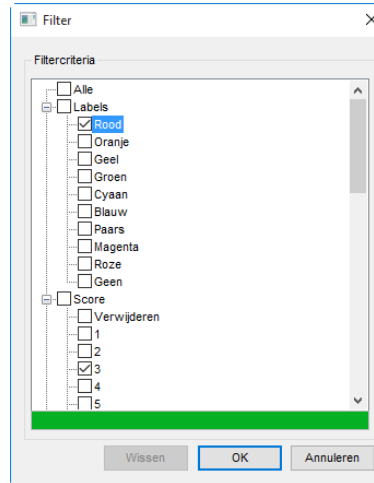 Filter
Filtercriteria
Alle
Labels
Rood
Oranje
Geel
Groen
Cyaan
Blauw
Paars
Magenta
Roze
Geen
Score
Verwijderen
1
2
3
4
5
Wissen OK Annuleren